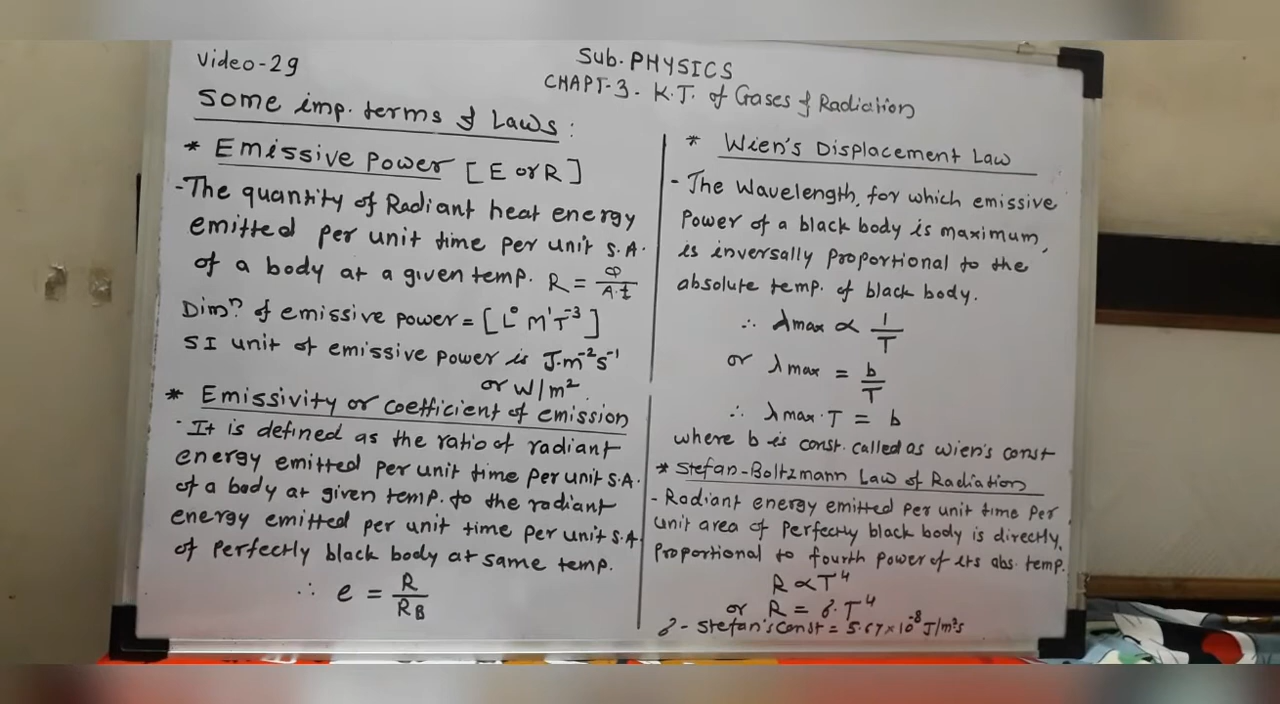 Video-29
Sub. PHYSICS
CHAPT-3. K.T. of Gases & Radiation
Some imp. terms & Laws:
* Emissive Power [E or R]
-The quantity of Radiant heat energy
emitted per unit time per unit S.A.
of a body at a given temp. R = Q/A.t
Dimⁿ. of emissive power = [L⁰ M¹ T⁻³]
SI unit of emissive power is J.m⁻²s⁻¹
or W/m²
* Emissivity or coefficient of emission
- It is defined as the ratio of radiant
energy emitted per unit time per unit S.A.
of a body at given temp. to the radiant
energy emitted per unit time per unit S.A.
of Perfectly black body at same temp.
∴ e = R/R_B
* Wien's Displacement Law
- The Wavelength, for which emissive
Power of a black body is maximum,
is inversally proportional to the
absolute temp. of black body.
∴ λmax ∝ 1/T
or λmax = b/T
∴ λmax.T = b
where b is const. called as wien's const
* Stefan-Boltzmann Law of Radiation
- Radiant energy emitted per unit time per
unit area of perfectly black body is directly
proportional to fourth power of its abs. temp.
R ∝ T⁴
or R = σ.T⁴
σ - Stefan's const = 5.67×10⁻⁸ J/m²s